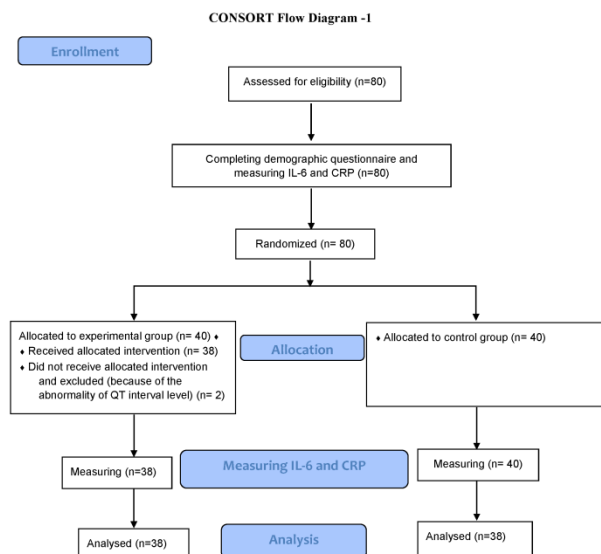 CONSORT Flow Diagram -1
Enrollment
Assessed for eligibility (n=80)
Completing demographic questionnaire and
measuring IL-6 and CRP (n=80)
Randomized (n= 80)
Allocated to experimental group (n= 40) ♦
♦ Received allocated intervention (n= 38)
♦ Did not receive allocated intervention
and excluded (because of the
abnormality of QT interval level) (n= 2)
Allocation
♦ Allocated to control group (n= 40)
Measuring (n=38)
Measuring IL-6 and CRP
Measuring (n= 40)
Analysed (n=38)
Analysis
Analysed (n=38)